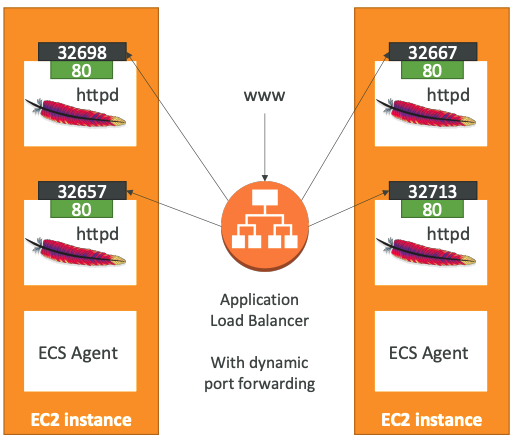 32698
80
httpd
32657
80
httpd
ECS Agent
EC2 instance
www
Application
Load Balancer
With dynamic
port forwarding
32667
80
httpd
32713
80
httpd
ECS Agent
EC2 instance